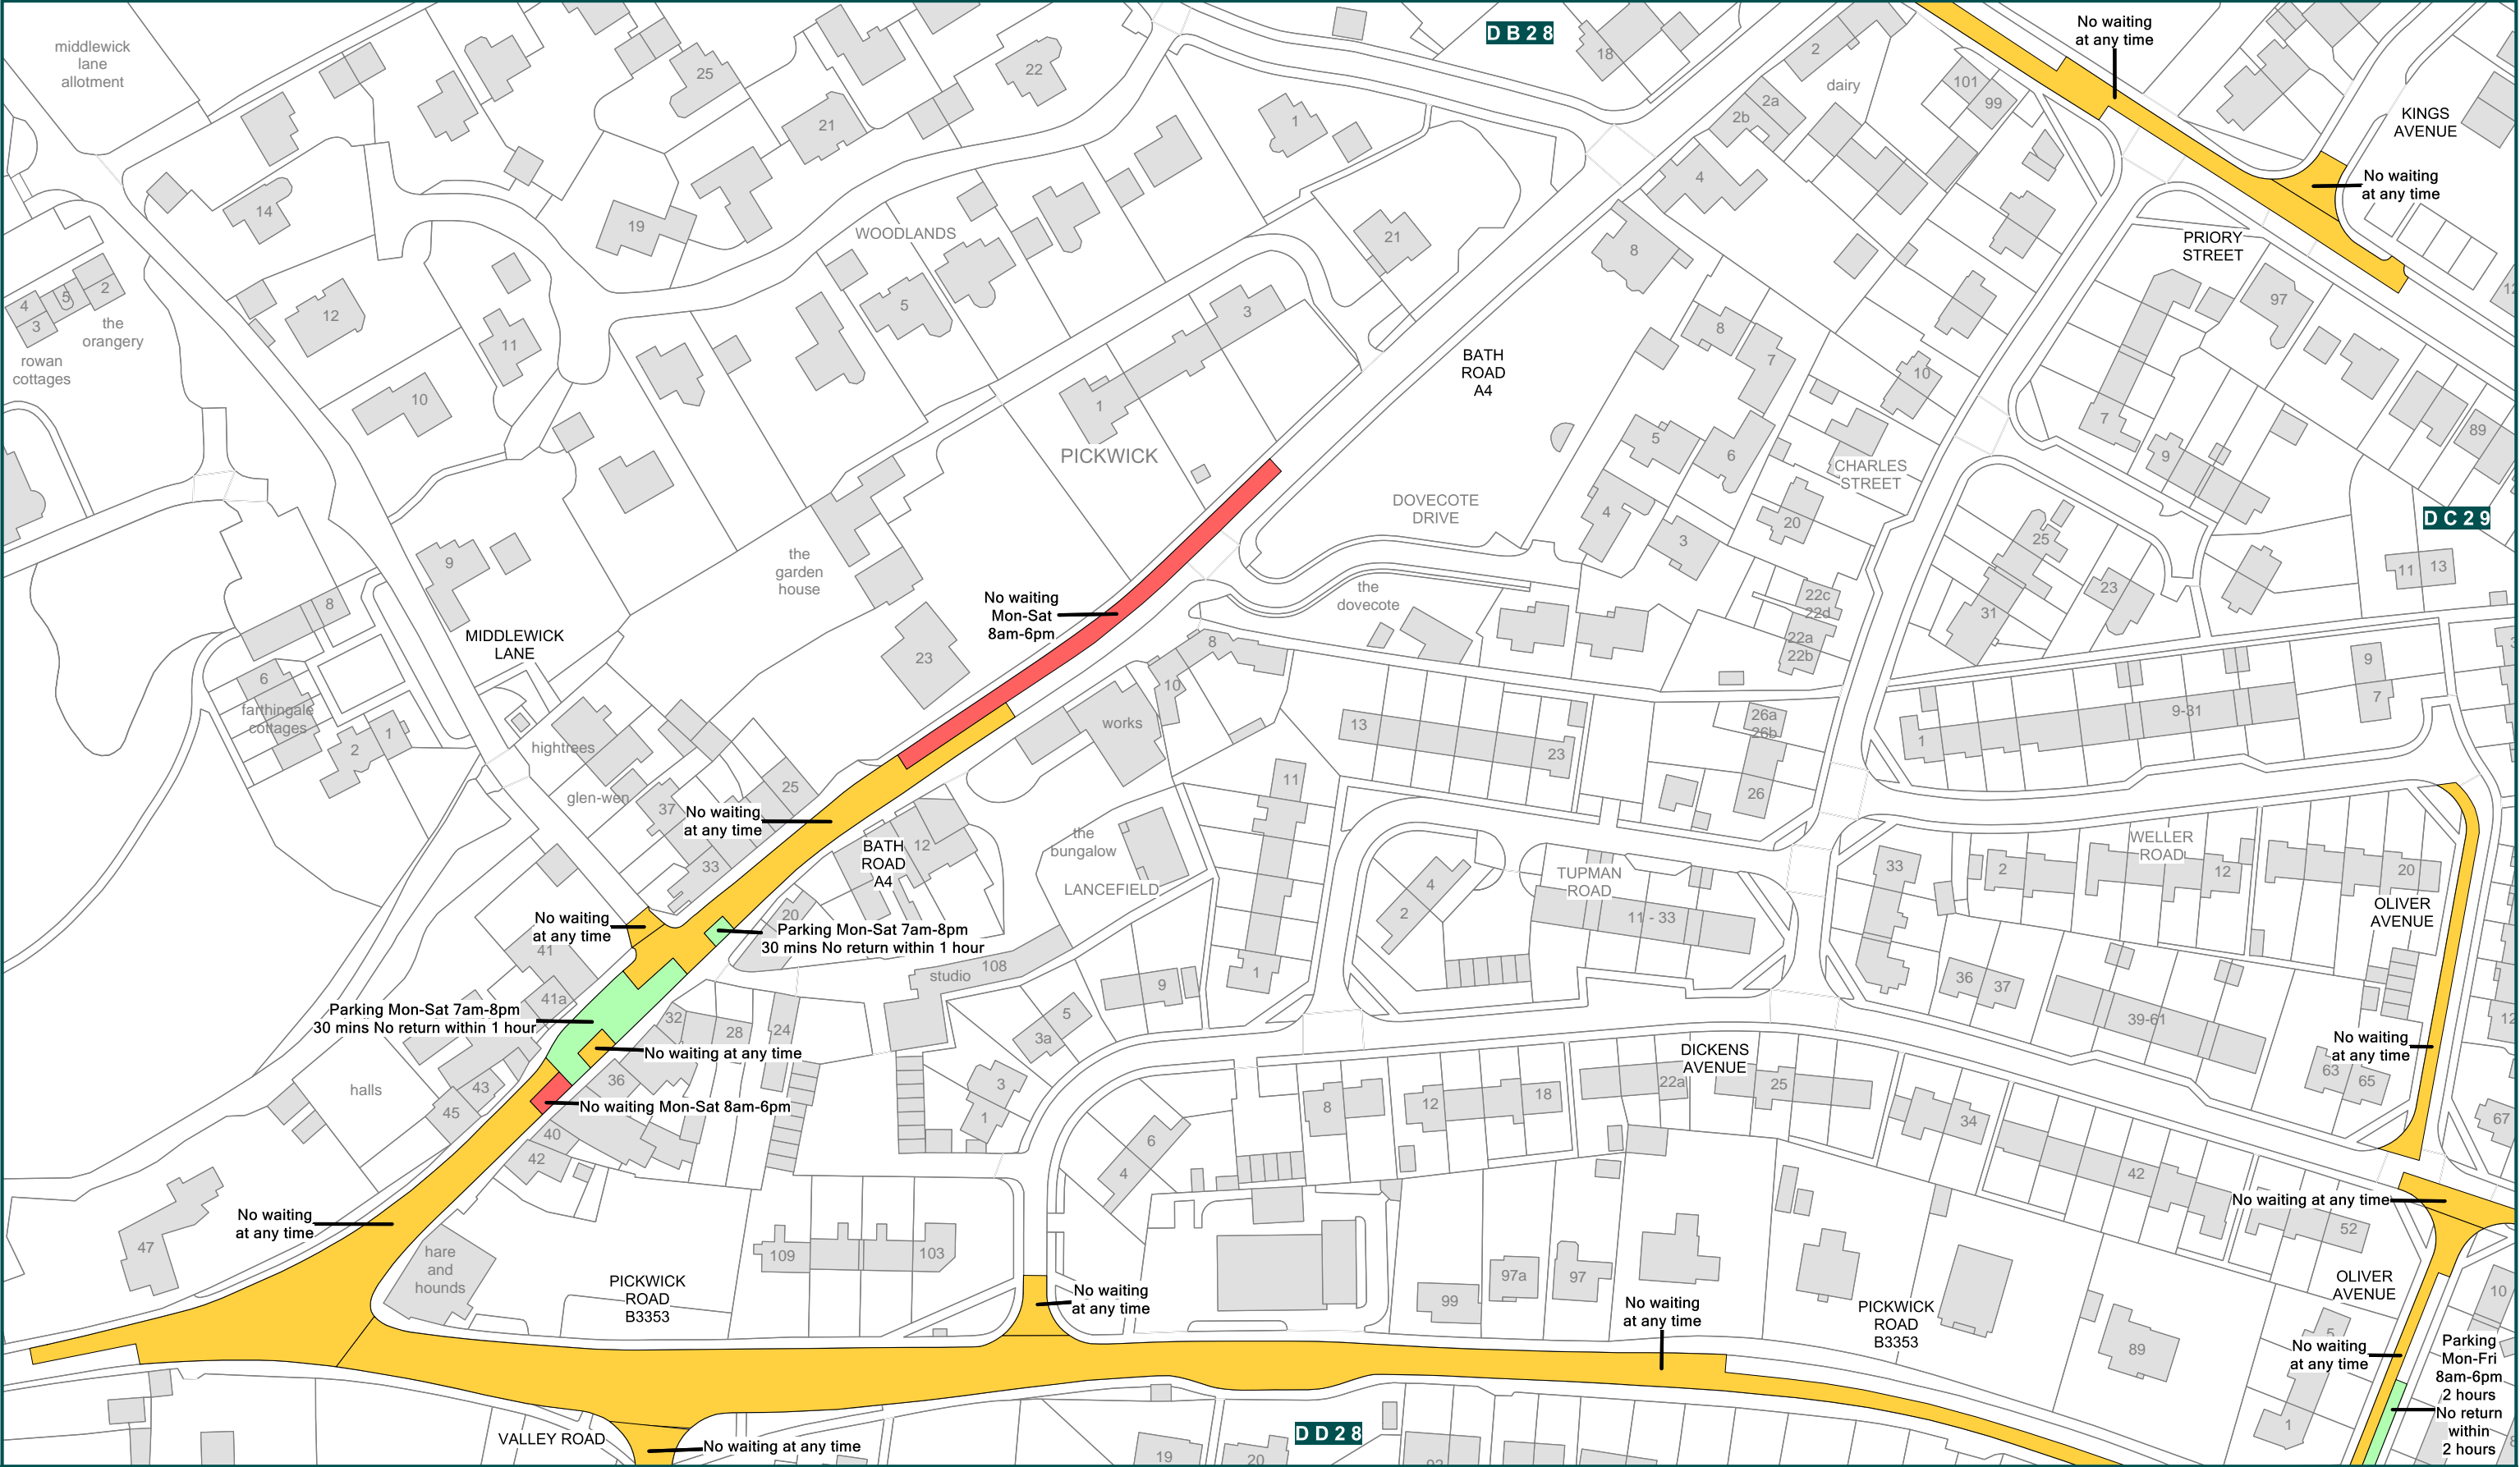 middlewick
lane
allotment
25
22
21
19
14
12
11
10
9
WOODLANDS
5
1
21
D B 2 8
18
2
dairy
2a
2b
101
99
4
8
No waiting
at any time
KINGS
AVENUE
No waiting
at any time
PRIORY
STREET
97
7
9
89
12
4
5
2
3
the
orangery
rowan
cottages
3
1
PICKWICK
BATH
ROAD
A4
8
7
6
5
4
3
10
CHARLES
STREET
20
DOVECOTE
DRIVE
the
dovecote
22c
22d
22a
22b
D C 2 9
25
23
31
11
13
the
garden
house
23
No waiting
Mon-Sat
8am-6pm
MIDDLEWICK
LANE
8
6
farthingale
cottages
2
1
hightrees
glen-wen
37
25
33
No waiting
at any time
works
8
10
BATH
ROAD
A4
12
20
the
bungalow
LANCEFIELD
13
23
26a
26b
26
11
1
1
9-31
9
7
WELLER
ROAD
2
12
20
33
4
2
TUPMAN
ROAD
11 - 33
OLIVER
AVENUE
36
37
39-61
No waiting
at any time
63
65
67
12
No waiting
at any time
41
41a
Parking Mon-Sat 7am-8pm
30 mins No return within 1 hour
Parking Mon-Sat 7am-8pm
30 mins No return within 1 hour
studio
108
9
5
3a
32
28
24
No waiting at any time
36
No waiting Mon-Sat 8am-6pm
halls
43
45
40
42
3
1
6
4
8
12
18
DICKENS
AVENUE
22a
25
34
42
52
No waiting at any time
47
No waiting
at any time
hare
and
hounds
109
103
PICKWICK
ROAD
B3353
No waiting
at any time
99
97a
97
No waiting
at any time
PICKWICK
ROAD
B3353
89
OLIVER
AVENUE
10
5
No waiting
at any time
1
Parking
Mon-Fri
8am-6pm
2 hours
No return
within
2 hours
VALLEY ROAD
No waiting at any time
D D 2 8
19
20